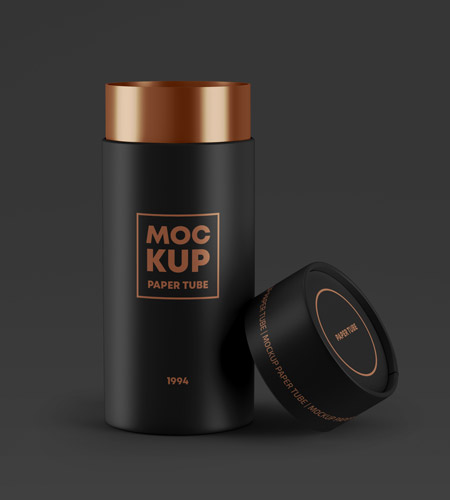 MOC
KUP
PAPER TUBE
1994
PAPER TUBE
PAPER TUBE | MOCKUP PAPER TUBE | MOCKUP